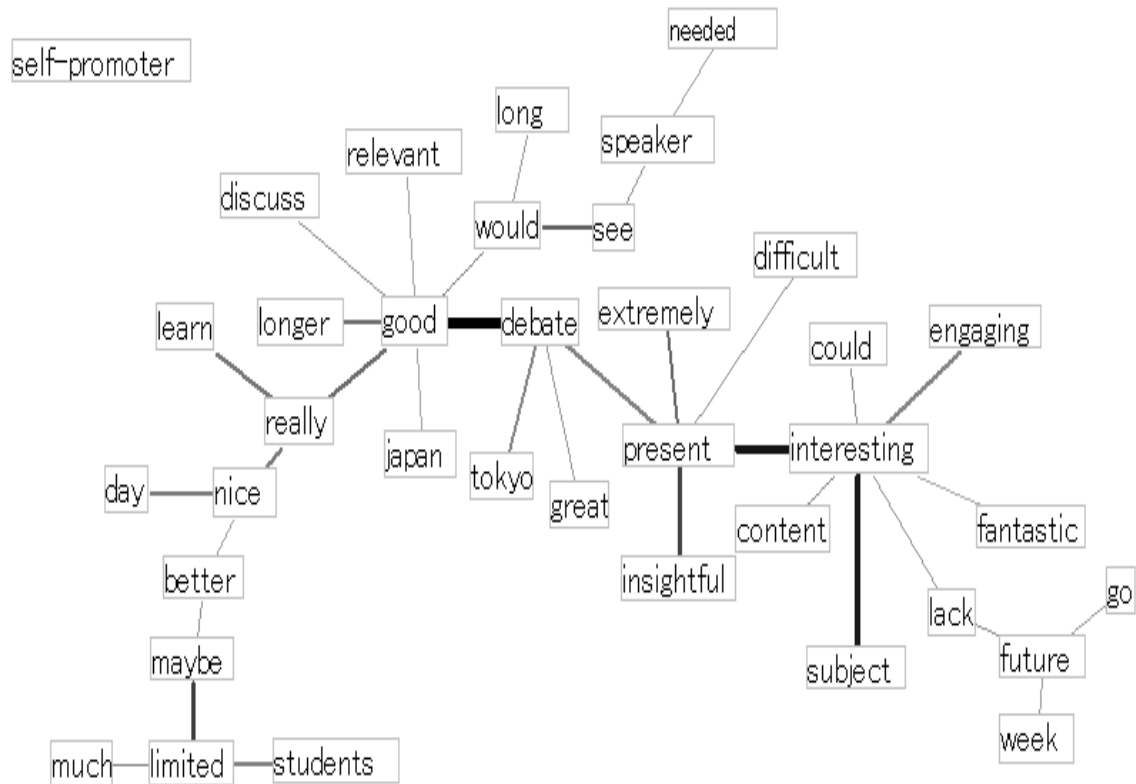 needed
self-promoter
long
speaker
relevant
discuss
would
see
difficult
learn
longer
good
debate
extremely
could
engaging
really
japan
tokyo
great
present
interesting
day
nice
content
fantastic
better
insightful
lack
go
maybe
subject
future
much
limited
students
week